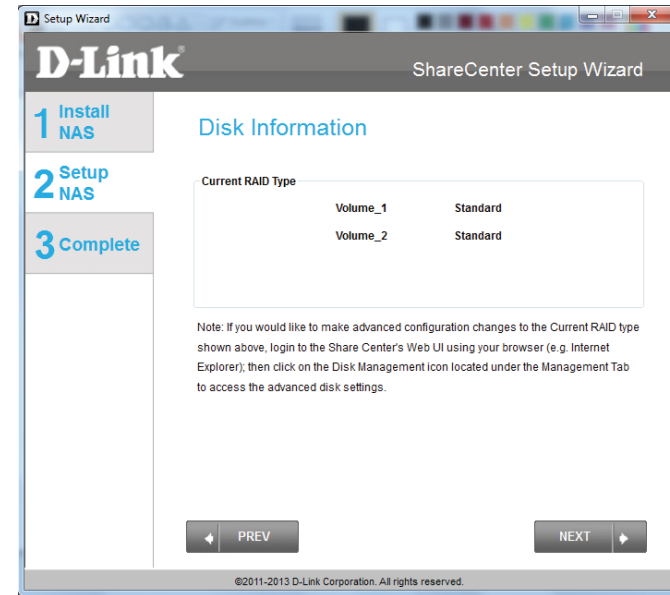 Setup Wizard
D-Link®
ShareCenter Setup Wizard
1 Install
NAS
2 Setup
NAS
3 Complete
Disk Information
Current RAID Type
Volume_1 Standard
Volume_2 Standard
Note: If you would like to make advanced configuration changes to the Current RAID type
shown above, login to the Share Center's Web UI using your browser (e.g. Internet
Explorer); then click on the Disk Management icon located under the Management Tab
to access the advanced disk settings.
PREV
NEXT
©2011-2013 D-Link Corporation. All rights reserved.